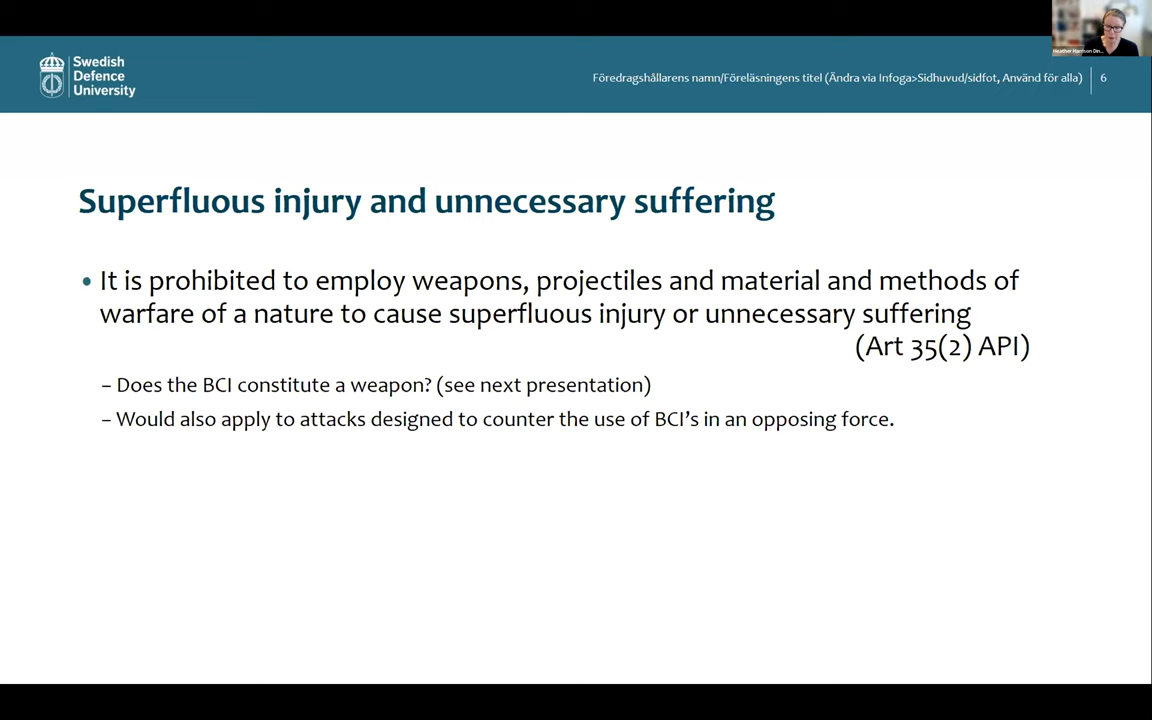 Heather Harrison Din...
Swedish
Defence
University
Föredragshållarens namn/Föreläsningens titel (Ändra via Infoga>Sidhuvud/sidfot, Använd för alla)
6
Superfluous injury and unnecessary suffering
• It is prohibited to employ weapons, projectiles and material and methods of
warfare of a nature to cause superfluous injury or unnecessary suffering
(Art 35(2) API)
– Does the BCI constitute a weapon? (see next presentation)
– Would also apply to attacks designed to counter the use of BCI’s in an opposing force.